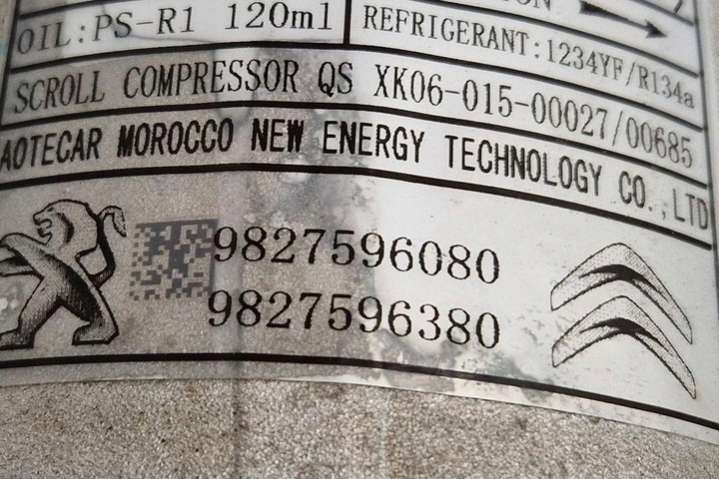 OIL:PS-R1 120ml
REFRIGERANT:1234YF/R134a
SCROLL COMPRESSOR QS XK06-015-00027/00685
AOTECAR MOROCCO NEW ENERGY TECHNOLOGY CO.,LTD
9827596080
9827596380